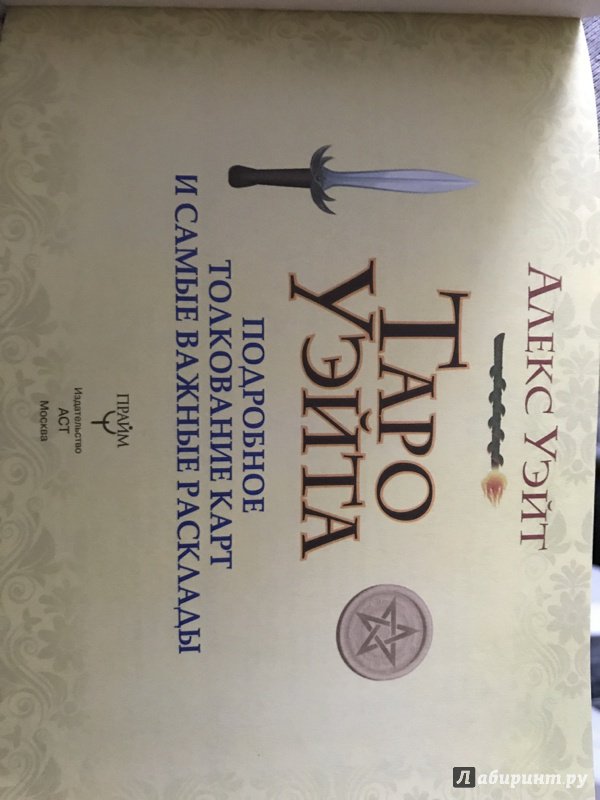 АЛЕКС УЭЙТ
ТАРО
УЭЙТА
ПОДРОБНОЕ
ТОЛКОВАНИЕ КАРТ
И САМЫЕ ВАЖНЫЕ РАСКЛАДЫ
ПРАЙМ
Издательство
АСТ
Москва
Лабиринт.ру